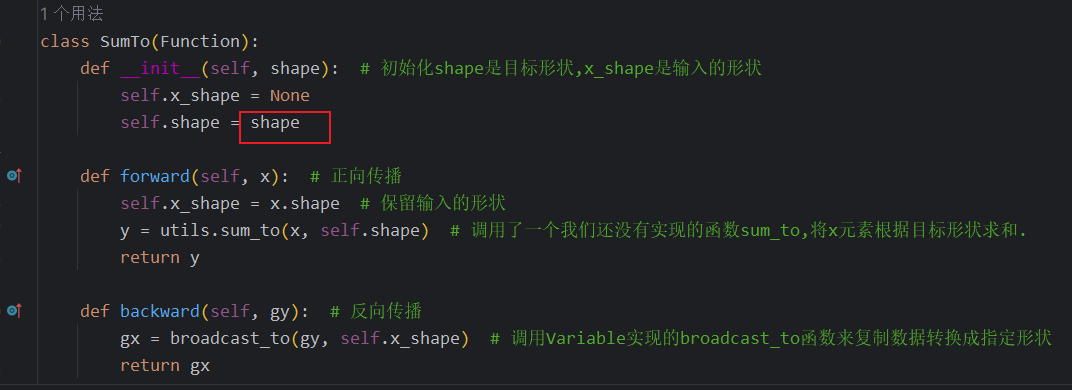 1 个用法
class SumTo(Function):
def __init__(self, shape):  # 初始化shape是目标形状,x_shape是输入的形状
self.x_shape = None
self.shape = shape
def forward(self, x):  # 正向传播
self.x_shape = x.shape  # 保留输入的形状
y = utils.sum_to(x, self.shape)  # 调用了一个我们还没有实现的函数sum_to,将x元素根据目标形状求和.
return y
def backward(self, gy):  # 反向传播
gx = broadcast_to(gy, self.x_shape)  # 调用Variable实现的broadcast_to函数来复制数据转换成指定形状
return gx